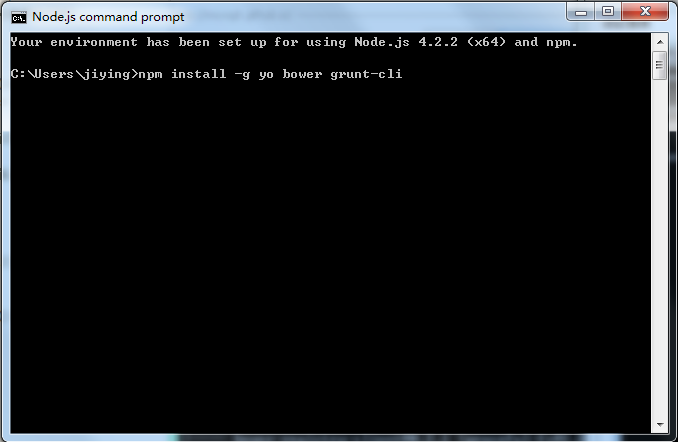 Node.js command prompt
Your environment has been set up for using Node.js 4.2.2 (x64) and npm.
C:\Users\jiying>npm install -g yo bower grunt-cli